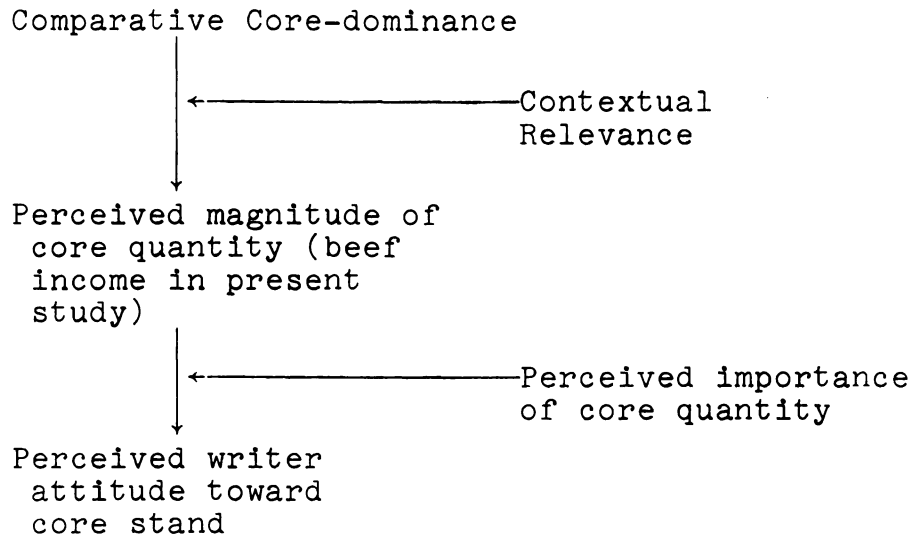 Comparative Core-dominance
Contextual
Relevance
Perceived magnitude of
core quantity (beef
income in present
study)
Perceived importance
of core quantity
Perceived writer
attitude toward
core stand